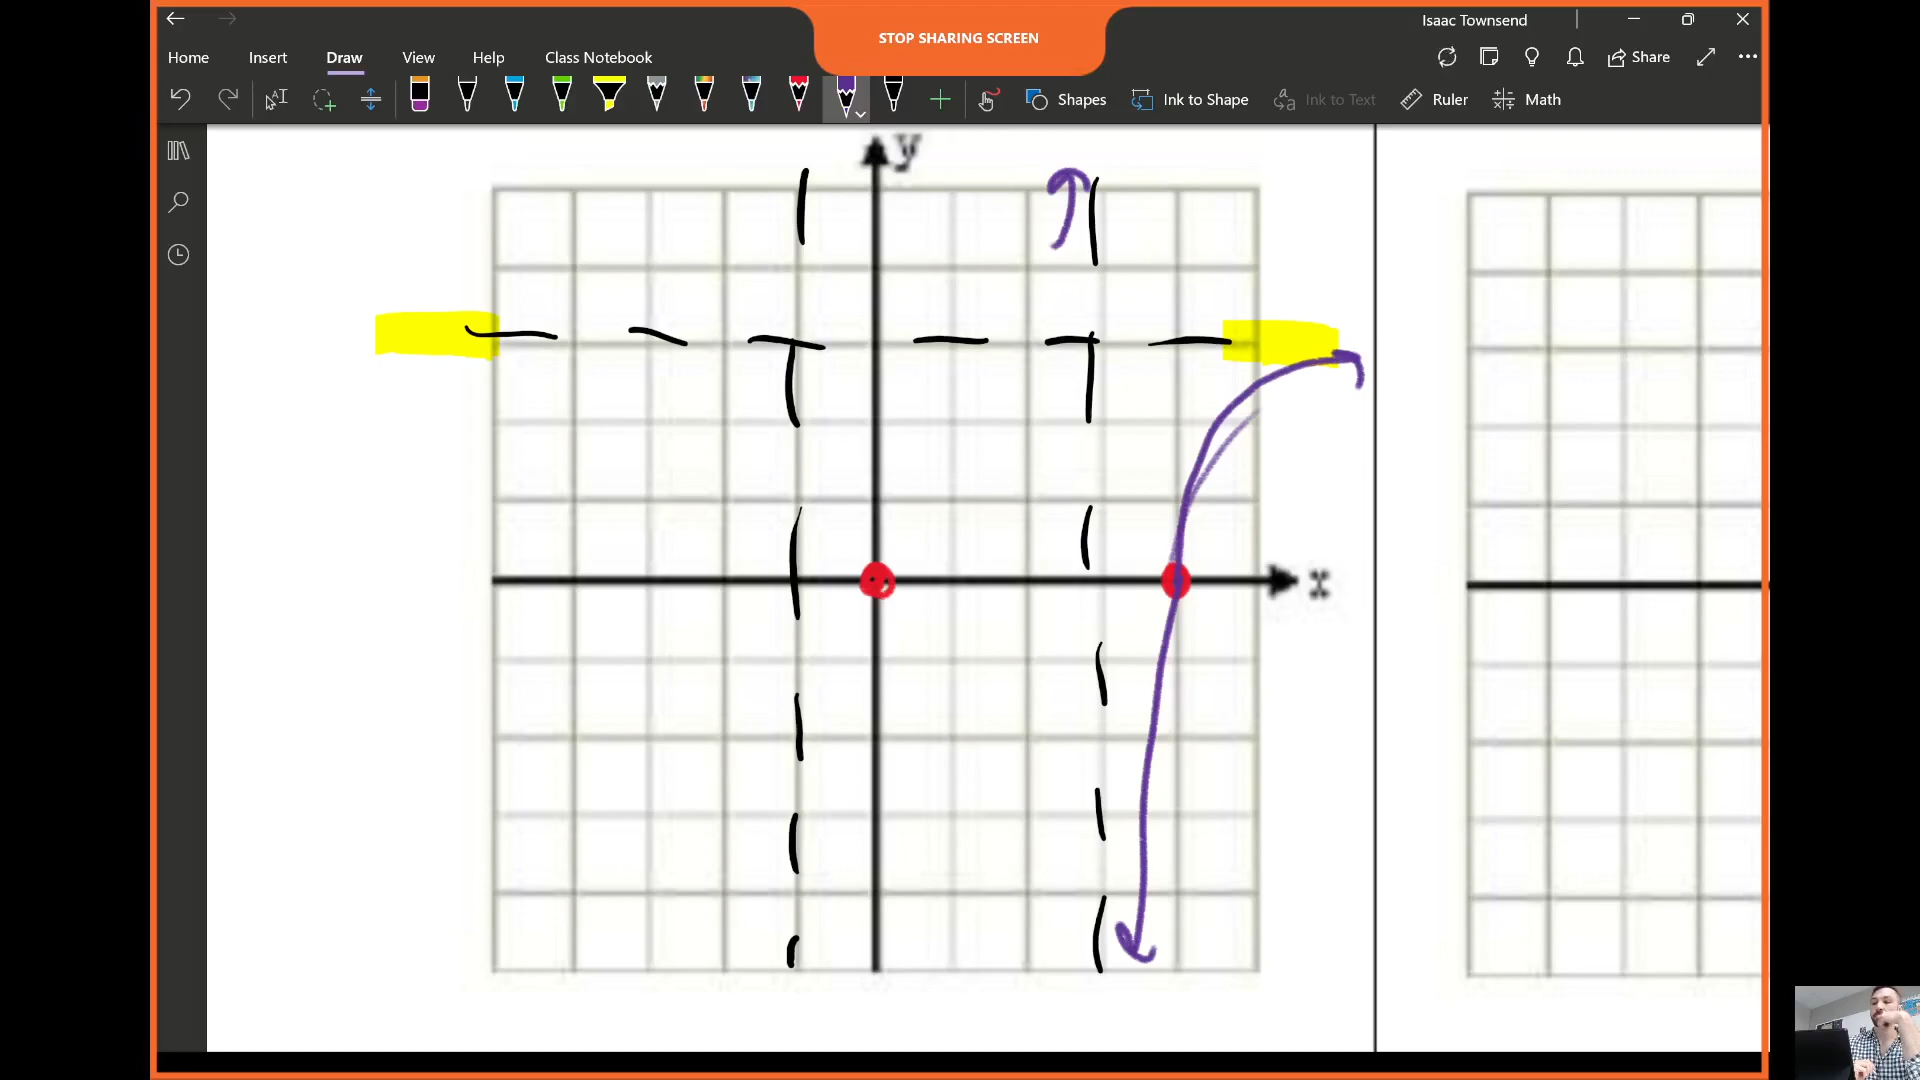 STOP SHARING SCREEN
Isaac Townsend
Home Insert Draw View Help Class Notebook
Share
Shapes Ink to Shape Ink to Text Ruler Math
y
x